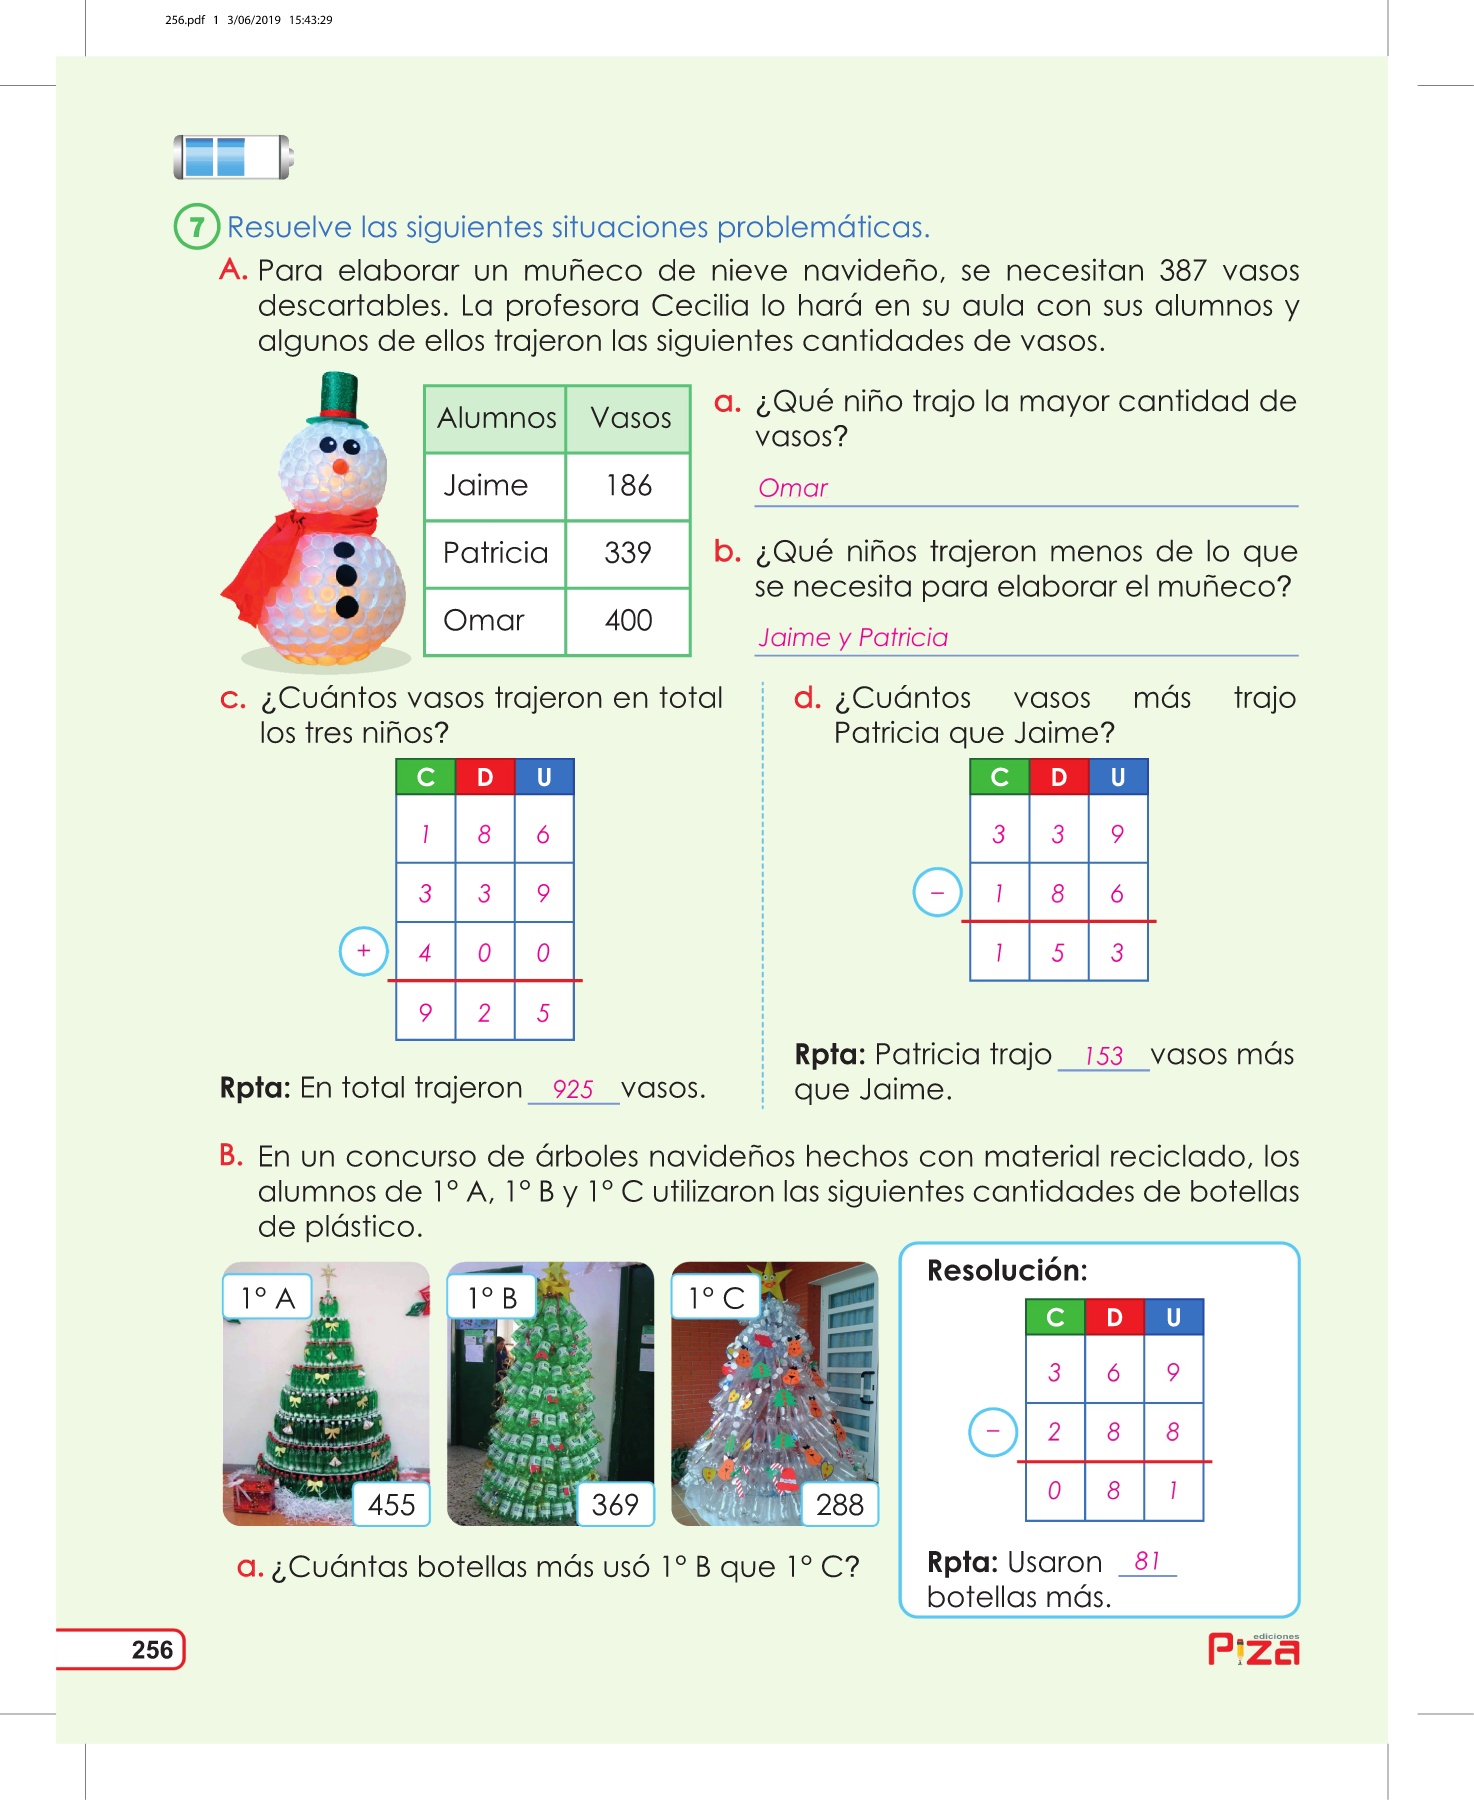 256.pdf 1 3/06/2019 15:43:29
7 Resuelve las siguientes situaciones problemáticas.
A. Para elaborar un muñeco de nieve navideño, se necesitan 387 vasos
descartables. La profesora Cecilia lo hará en su aula con sus alumnos y
algunos de ellos trajeron las siguientes cantidades de vasos.
Alumnos Vasos
Jaime 186
Patricia 339
Omar 400
a. ¿Qué niño trajo la mayor cantidad de
vasos?
Omar
b. ¿Qué niños trajeron menos de lo que
se necesita para elaborar el muñeco?
Jaime y Patricia
c. ¿Cuántos vasos trajeron en total
los tres niños?
C D U
1 8 6
3 3 9
+ 4 0 0
9 2 5
Rpta: En total trajeron 925 vasos.
d. ¿Cuántos vasos más trajo
Patricia que Jaime?
C D U
3 3 9
- 1 8 6
1 5 3
Rpta: Patricia trajo 153 vasos más
que Jaime.
B. En un concurso de árboles navideños hechos con material reciclado, los
alumnos de 1° A, 1° B y 1° C utilizaron las siguientes cantidades de botellas
de plástico.
1° A 1° B 1° C
455 369 288
a. ¿Cuántas botellas más usó 1° B que 1° C?
Resolución:
C D U
3 6 9
- 2 8 8
0 8 1
Rpta: Usaron 81
botellas más.
256
ediciones
Piza